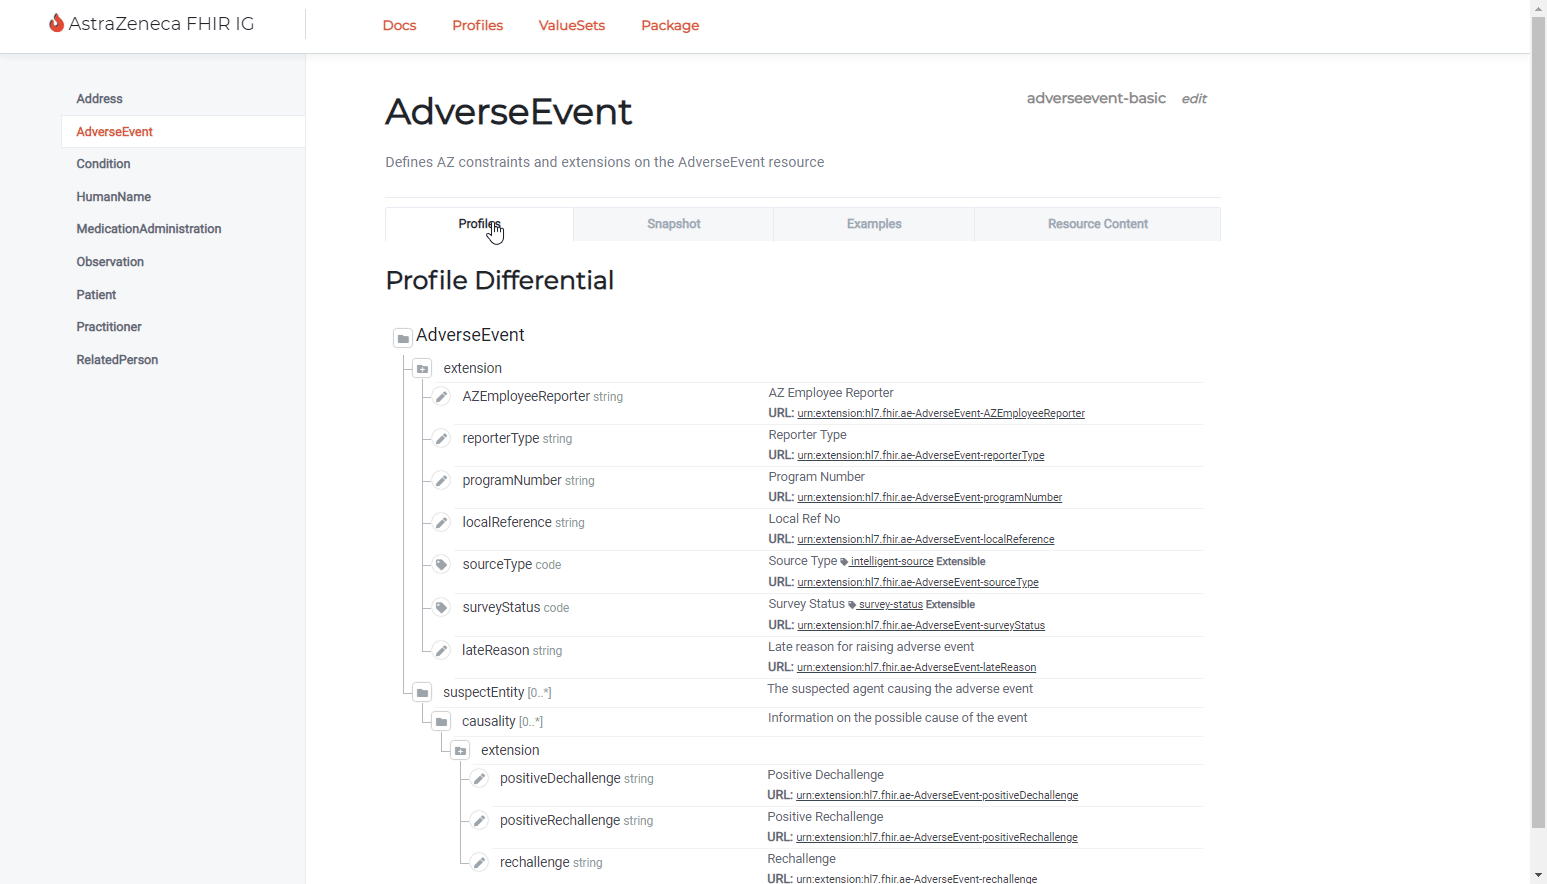 AstraZeneca FHIR IG
Docs Profiles ValueSets Package
Address
AdverseEvent
Condition
HumanName
MedicationAdministration
Observation
Patient
Practitioner
RelatedPerson
AdverseEvent
adverseevent-basic edit
Defines AZ constraints and extensions on the AdverseEvent resource
Profiles Snapshot Examples Resource Content
Profile Differential
AdverseEvent
extension
AZEmployeeReporter string AZ Employee Reporter
URL: urn:extension:hl7.fhir.ae-AdverseEvent-AZEmployeeReporter
reporterType string Reporter Type
URL: urn:extension:hl7.fhir.ae-AdverseEvent-reporterType
programNumber string Program Number
URL: urn:extension:hl7.fhir.ae-AdverseEvent-programNumber
localReference string Local Ref No
URL: urn:extension:hl7.fhir.ae-AdverseEvent-localReference
sourceType code Source Type intelligent-source Extensible
URL: urn:extension:hl7.fhir.ae-AdverseEvent-sourceType
surveyStatus code Survey Status survey-status Extensible
URL: urn:extension:hl7.fhir.ae-AdverseEvent-surveyStatus
lateReason string Late reason for raising adverse event
URL: urn:extension:hl7.fhir.ae-AdverseEvent-lateReason
suspectEntity [0..*] The suspected agent causing the adverse event
causality [0..*] Information on the possible cause of the event
extension
positiveDechallenge string Positive Dechallenge
URL: urn:extension:hl7.fhir.ae-AdverseEvent-positiveDechallenge
positiveRechallenge string Positive Rechallenge
URL: urn:extension:hl7.fhir.ae-AdverseEvent-positiveRechallenge
rechallenge string Rechallenge
URL: urn:extension:hl7.fhir.ae-AdverseEvent-rechallenge